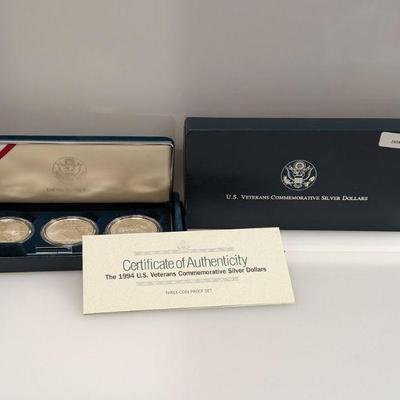 U.S. Veterans Commemorative Silver Dollars
Certificate of Authenticity
The 1994 U.S. Veterans Commemorative Silver Dollars
THREE-COIN PROOF SET